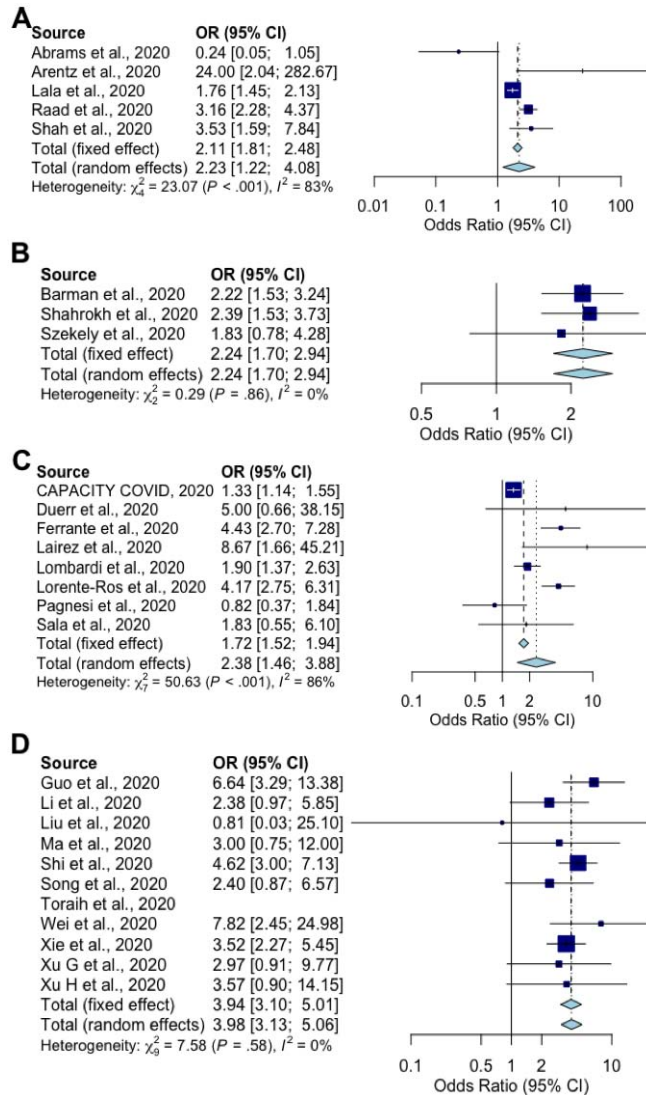 A
Source OR (95% CI)
Abrams et al., 2020 0.24 [0.05; 1.05]
Arentz et al., 2020 24.00 [2.04; 282.67]
Lala et al., 2020 1.76 [1.45; 2.13]
Raad et al., 2020 3.16 [2.28; 4.37]
Shah et al., 2020 3.53 [1.59; 7.84]
Total (fixed effect) 2.11 [1.81; 2.48]
Total (random effects) 2.23 [1.22; 4.08]
Heterogeneity: χ²₄ = 23.07 (P < .001), I² = 83%
0.01 0.1 1 10 100
Odds Ratio (95% CI)
B
Source OR (95% CI)
Barman et al., 2020 2.22 [1.53; 3.24]
Shahrokh et al., 2020 2.39 [1.53; 3.73]
Szekely et al., 2020 1.83 [0.78; 4.28]
Total (fixed effect) 2.24 [1.70; 2.94]
Total (random effects) 2.24 [1.70; 2.94]
Heterogeneity: χ²₂ = 0.29 (P = .86), I² = 0%
0.5 1 2
Odds Ratio (95% CI)
C
Source OR (95% CI)
CAPACITY COVID, 2020 1.33 [1.14; 1.55]
Duerr et al., 2020 5.00 [0.66; 38.15]
Ferrante et al., 2020 4.43 [2.70; 7.28]
Lairez et al., 2020 8.67 [1.66; 45.21]
Lombardi et al., 2020 1.90 [1.37; 2.63]
Lorente-Ros et al., 2020 4.17 [2.75; 6.31]
Pagnesi et al., 2020 0.82 [0.37; 1.84]
Sala et al., 2020 1.83 [0.55; 6.10]
Total (fixed effect) 1.72 [1.52; 1.94]
Total (random effects) 2.38 [1.46; 3.88]
Heterogeneity: χ²₇ = 50.63 (P < .001), I² = 86%
0.1 0.5 1 2 10
Odds Ratio (95% CI)
D
Source OR (95% CI)
Guo et al., 2020 6.64 [3.29; 13.38]
Li et al., 2020 2.38 [0.97; 5.85]
Liu et al., 2020 0.81 [0.03; 25.10]
Ma et al., 2020 3.00 [0.75; 12.00]
Shi et al., 2020 4.62 [3.00; 7.13]
Song et al., 2020 2.40 [0.87; 6.57]
Toraih et al., 2020
Wei et al., 2020 7.82 [2.45; 24.98]
Xie et al., 2020 3.52 [2.27; 5.45]
Xu G et al., 2020 2.97 [0.91; 9.77]
Xu H et al., 2020 3.57 [0.90; 14.15]
Total (fixed effect) 3.94 [3.10; 5.01]
Total (random effects) 3.98 [3.13; 5.06]
Heterogeneity: χ²₉ = 7.58 (P = .58), I² = 0%
0.1 0.5 1 2 10
Odds Ratio (95% CI)